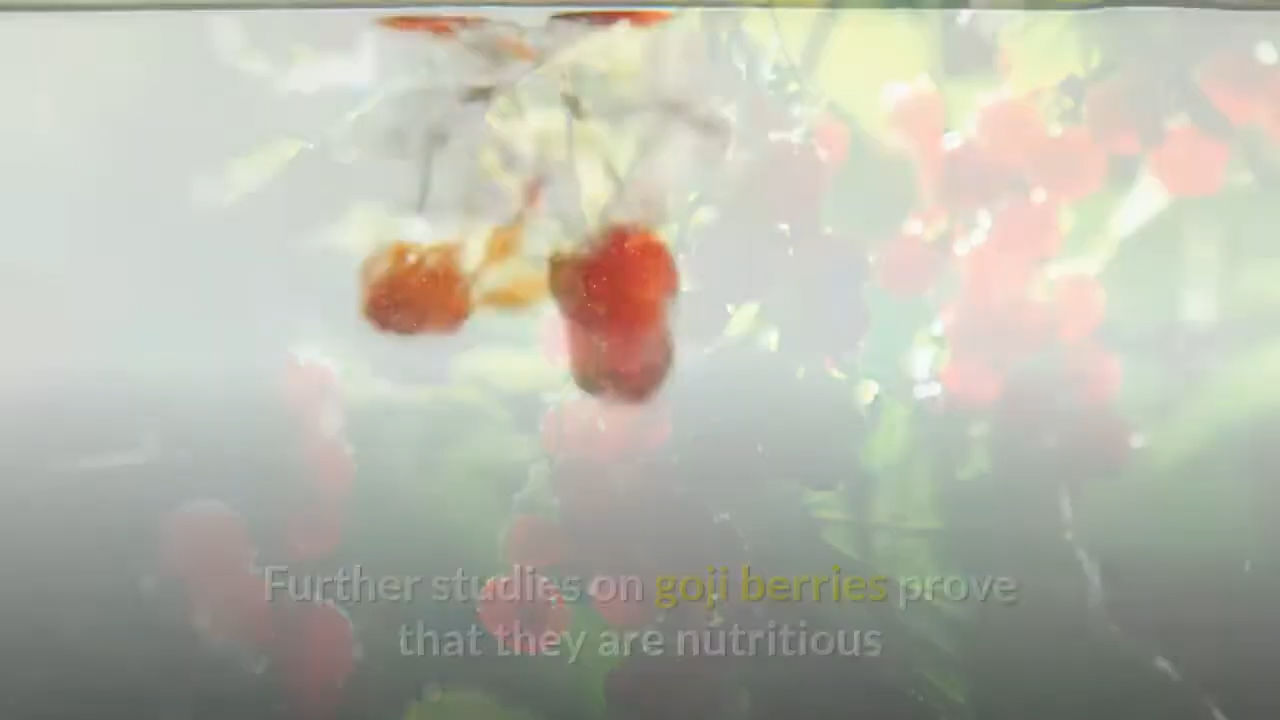 Further studies on goji berries prove
that they are nutritious